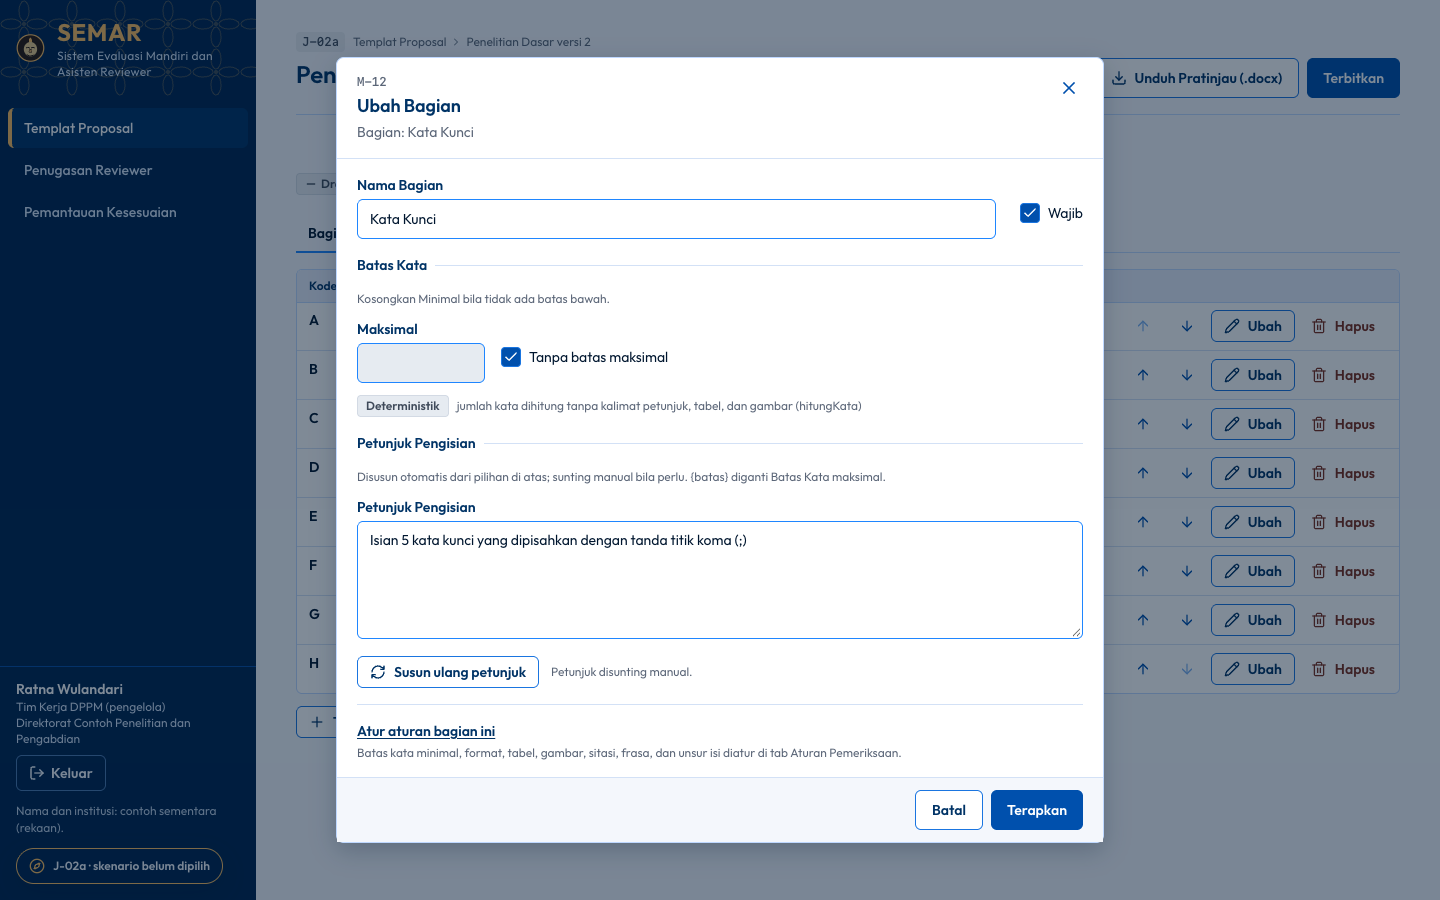 SEMAR
Sistem Evaluasi Mandiri dan
Asisten Reviewer
Templat Proposal
Penugasan Reviewer
Pemantauan Kesesuaian
Ratna Wulandari
Tim Kerja DPPM (pengelola)
Direktorat Contoh Penelitian dan
Pengabdian
Keluar
Nama dan institusi: contoh sementara
(rekaan).
J-02a · skenario belum dipilih
J-02a Templat Proposal > Penelitian Dasar versi 2
Unduh Pratinjau (.docx)
Terbitkan
Kode
A Ubah Hapus
B Ubah Hapus
C Ubah Hapus
D Ubah Hapus
E Ubah Hapus
F Ubah Hapus
G Ubah Hapus
H Ubah Hapus
M-12
Ubah Bagian
Bagian: Kata Kunci
Nama Bagian
Kata Kunci
Wajib
Batas Kata
Kosongkan Minimal bila tidak ada batas bawah.
Maksimal
Tanpa batas maksimal
Deterministik jumlah kata dihitung tanpa kalimat petunjuk, tabel, dan gambar (hitungKata)
Petunjuk Pengisian
Disusun otomatis dari pilihan di atas; sunting manual bila perlu. {batas} diganti Batas Kata maksimal.
Petunjuk Pengisian
Isian 5 kata kunci yang dipisahkan dengan tanda titik koma (;)
Susun ulang petunjuk
Petunjuk disunting manual.
Atur aturan bagian ini
Batas kata minimal, format, tabel, gambar, sitasi, frasa, dan unsur isi diatur di tab Aturan Pemeriksaan.
Batal
Terapkan